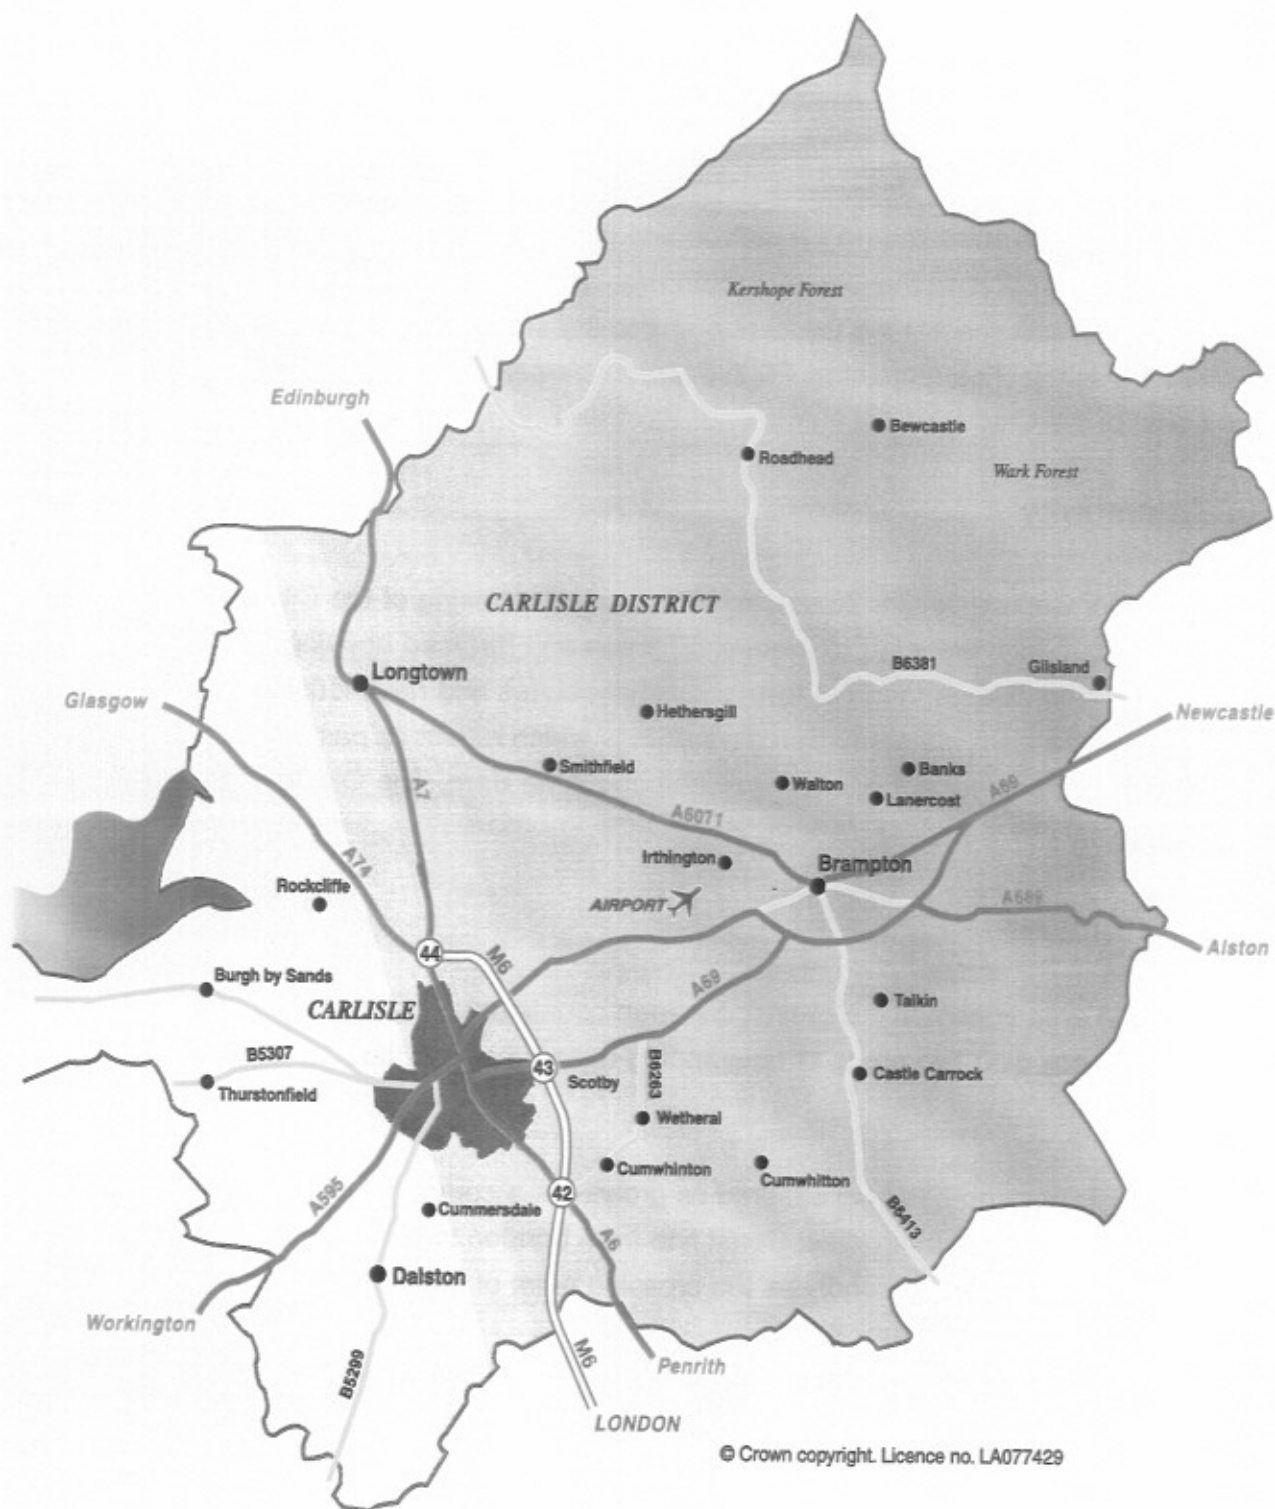 Kershope Forest
Edinburgh
Bewcastle
Roadhead
Wark Forest
CARLISLE DISTRICT
B6381
Gilsland
Longtown
Glasgow
Hethersgill
Newcastle
Smithfield
Banks
Walton
A69
Lanercost
A7
A6071
Irthington
Brampton
A74
Rockcliffe
AIRPORT
A689
44
M6
Alston
Burgh by Sands
A69
Talkin
CARLISLE
B5307
B6263
43
Scotby
Castle Carrock
Thurstonfield
Wetheral
Cumwhinton
Cumwhitton
A595
42
Cummersdale
B6413
A6
Dalston
Workington
M6
Penrith
B5299
LONDON
© Crown copyright. Licence no. LA077429